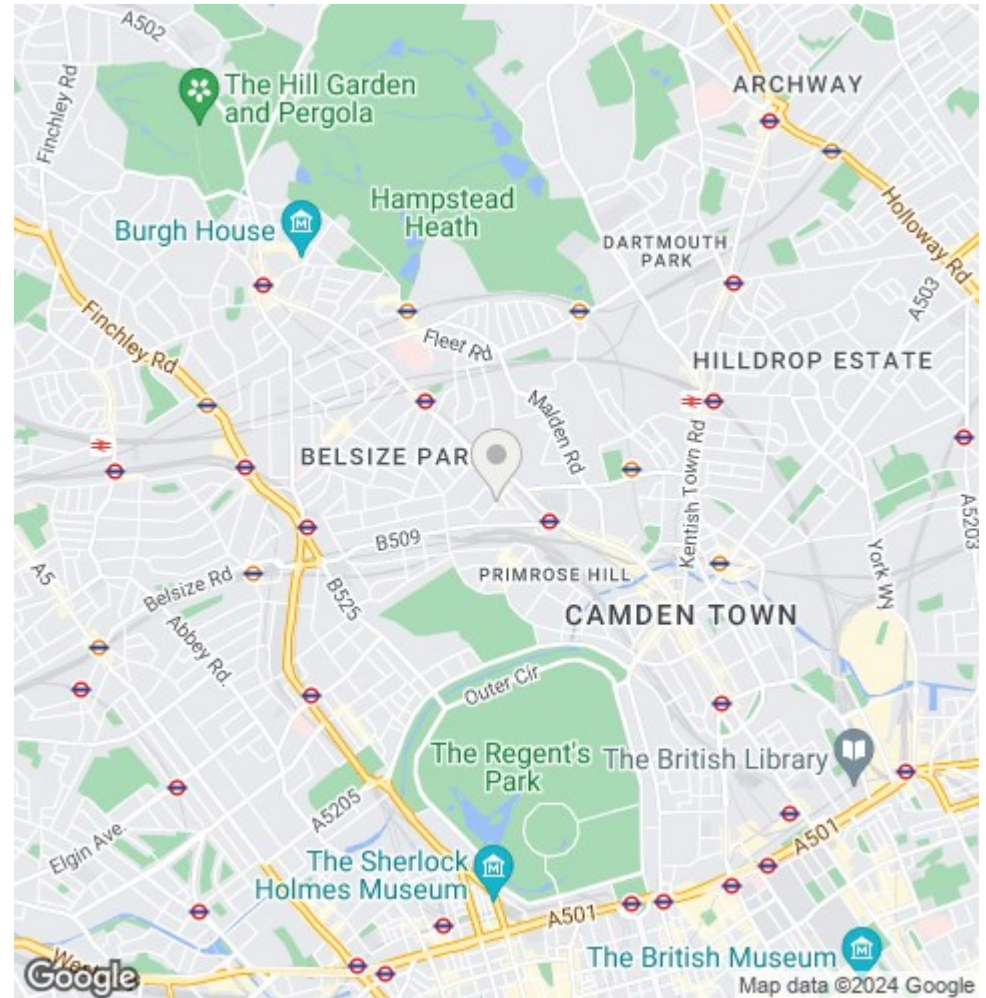 A502
Finchley Rd
The Hill Garden
and Pergola
ARCHWAY
Hampstead
Heath
Burgh House
Holloway Rd
DARTMOUTH
PARK
A503
Finchley Rd
Fleet Rd
HILLDROP ESTATE
Malden Rd
BELSIZE PAR
Kentish Town Rd
A5203
B509
York Wy
A5
Belsize Rd
B525
PRIMROSE HILL
CAMDEN TOWN
Abbey Rd.
Outer Cir
The Regent's
Park
The British Library
A5205
Elgin Ave.
A501
The Sherlock
Holmes Museum
A501
The British Museum
West
Google
Map data ©2024 Google